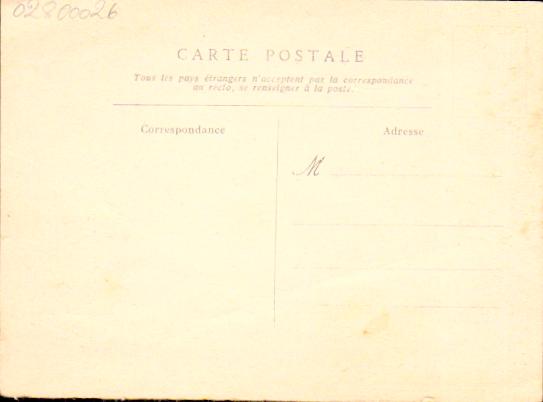 02800026
CARTE POSTALE
Tous les pays étrangers n'acceptent pas la correspondance
au recto, se renseigner à la poste.
Correspondance
Adresse
M